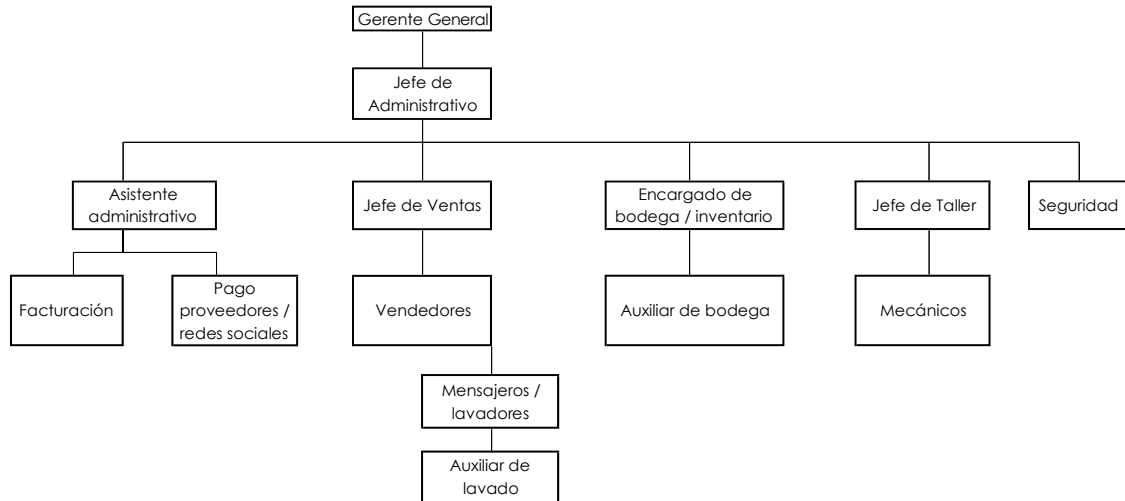 Gerente General
Jefe de
Administrativo
Asistente
administrativo
Jefe de Ventas
Encargado de
bodega / inventario
Jefe de Taller
Seguridad
Facturación
Pago
proveedores /
redes sociales
Vendedores
Auxiliar de bodega
Mecánicos
Mensajeros /
lavadores
Auxiliar de
lavado